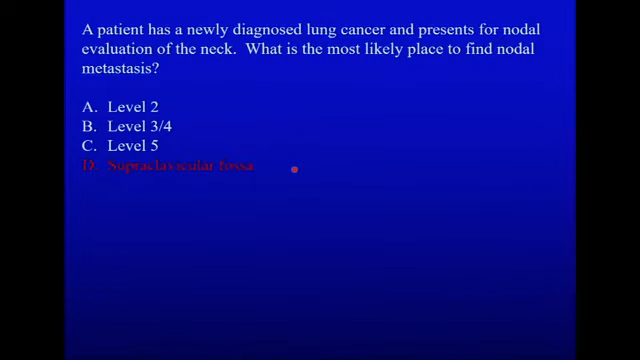 A patient has a newly diagnosed lung cancer and presents for nodal
evaluation of the neck. What is the most likely place to find nodal
metastasis?
A. Level 2
B. Level 3/4
C. Level 5
D. Supraclavicular fossa